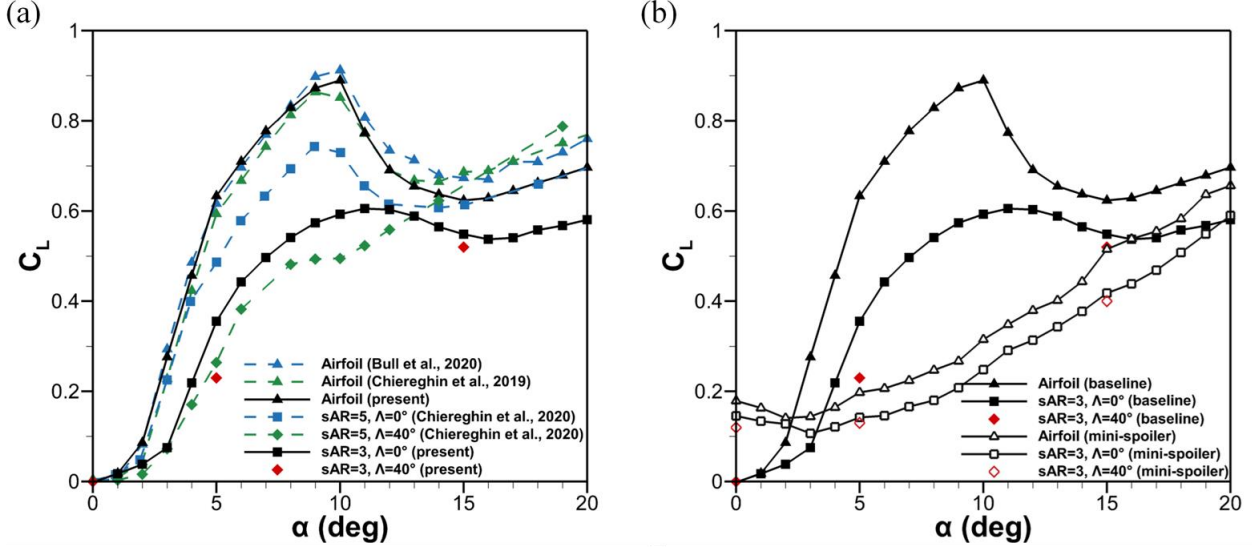 (a)
1
0.8
0.6
0.4
0.2
0
C_L
0 5 10 15 20
α (deg)
Airfoil (Bull et al., 2020)
Airfoil (Chiereghin et al., 2019)
Airfoil (present)
sAR=5, Λ=0° (Chiereghin et al., 2020)
sAR=5, Λ=40° (Chiereghin et al., 2020)
sAR=3, Λ=0° (present)
sAR=3, Λ=40° (present)
(b)
1
0.8
0.6
0.4
0.2
0
C_L
0 5 10 15 20
α (deg)
Airfoil (baseline)
sAR=3, Λ=0° (baseline)
sAR=3, Λ=40° (baseline)
Airfoil (mini-spoiler)
sAR=3, Λ=0° (mini-spoiler)
sAR=3, Λ=40° (mini-spoiler)